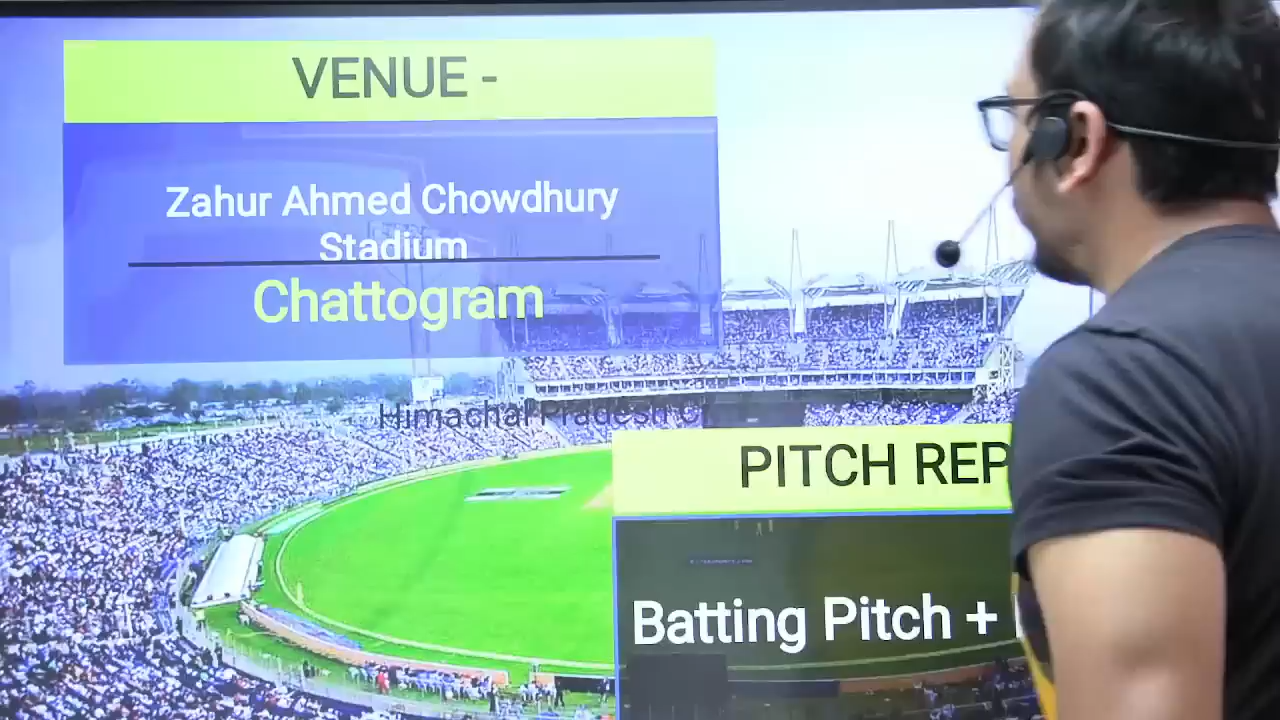 VENUE -
Zahur Ahmed Chowdhury
Stadium
Chattogram
Himachal Pradesh
PITCH REP
Batting Pitch +